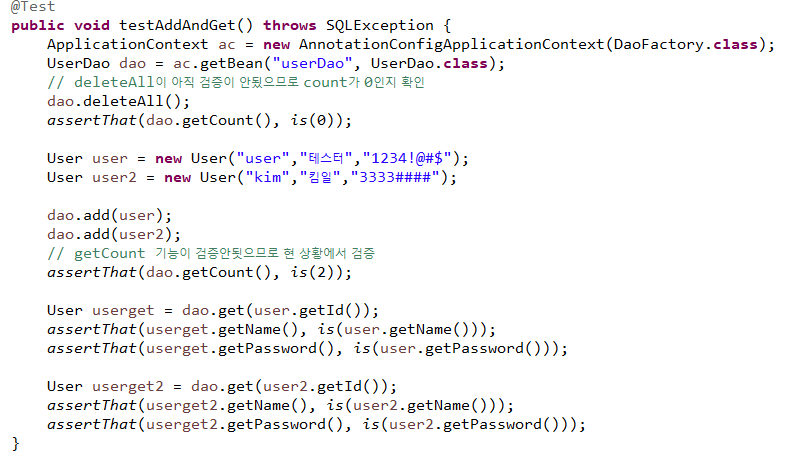 @Test
public void testAddAndGet() throws SQLException {
    ApplicationContext ac = new AnnotationConfigApplicationContext(DaoFactory.class);
    UserDao dao = ac.getBean("userDao", UserDao.class);
    // deleteAll이 아직 검증이 안됐으므로 count가 0인지 확인
    dao.deleteAll();
    assertThat(dao.getCount(), is(0));

    User user = new User("user","테스터","1234!@#$");
    User user2 = new User("kim","킴일","3333####");

    dao.add(user);
    dao.add(user2);
    // getCount 기능이 검증안됫으므로 현 상황에서 검증
    assertThat(dao.getCount(), is(2));

    User userget = dao.get(user.getId());
    assertThat(userget.getName(), is(user.getName()));
    assertThat(userget.getPassword(), is(user.getPassword()));

    User userget2 = dao.get(user2.getId());
    assertThat(userget2.getName(), is(user2.getName()));
    assertThat(userget2.getPassword(), is(user2.getPassword()));
}